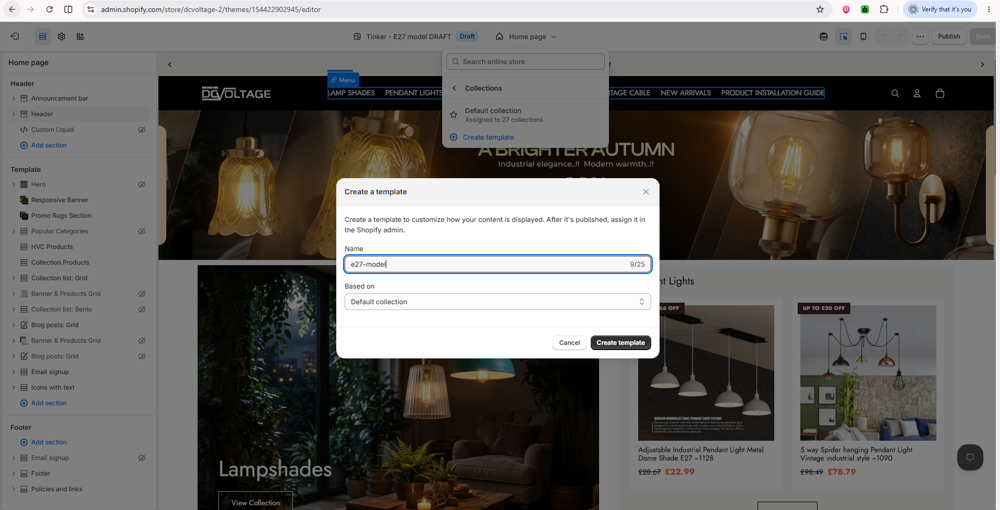 admin.shopify.com/store/dcvoltage-2/themes/154422902945/editor
Verify that it's you
Tinker - E27 model DRAFT
Draft
Home page
Publish
Save
Home page
Header
Announcement bar
Header
Custom Liquid
Add section
Template
Hero
Responsive Banner
Promo Rugs Section
Popular Categories
HVC Products
Collection Products
Collection list: Grid
Banner & Products Grid
Collection list: Bento
Blog posts: Grid
Banner & Products Grid
Blog posts: Grid
Email signup
Icons with text
Add section
Footer
Add section
Email signup
Footer
Policies and links
Search online store
Collections
Default collection
Assigned to 27 collections
Create template
Menu
DCVOLTAGE
LAMP SHADES
PENDANT LIGHTS
TAGE CABLE
NEW ARRIVALS
PRODUCT INSTALLATION GUIDE
A BRIGHTER AUTUMN
Industrial elegance..!! Modern warmth..!!
Create a template
Create a template to customize how your content is displayed. After it's published, assign it in
the Shopify admin.
Name
e27-model
9/25
Based on
Default collection
Cancel
Create template
Lampshades
View Collection
nt Lights
£6 OFF
UP TO £20 OFF
MODERN MINIMALIST DUAL PENDANT LIGHT FIXTURE
Adjustable Industrial Pendant Light Metal
Dome Shade E27 ~1128
£28.67 £22.99
5 way Spider hanging Pendant Light
Vintage industrial style ~1090
£98.49 £78.79